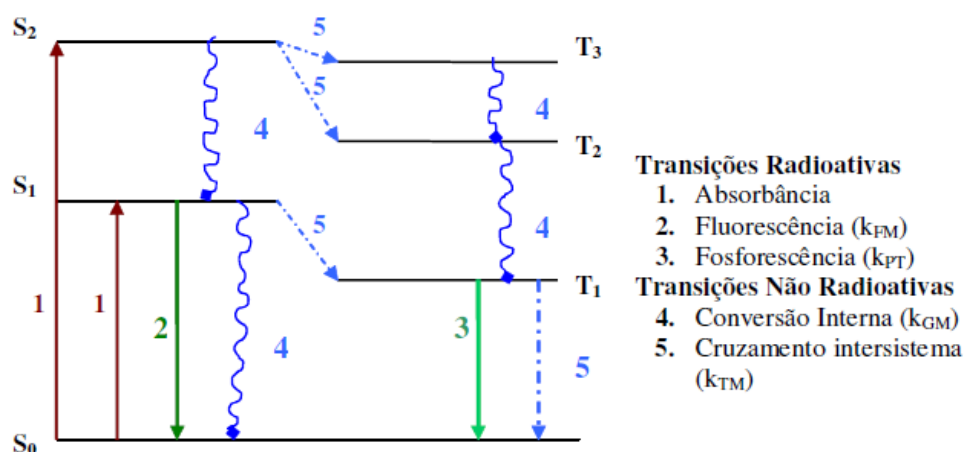 S2
5
T3
5
4
4
T2
S1
5
4
T1
1
1
2
4
3
5
S0
Transições Radioativas
1. Absorbância
2. Fluorescência (kFM)
3. Fosforescência (kPT)
Transições Não Radioativas
4. Conversão Interna (kGM)
5. Cruzamento intersistema
(kTM)